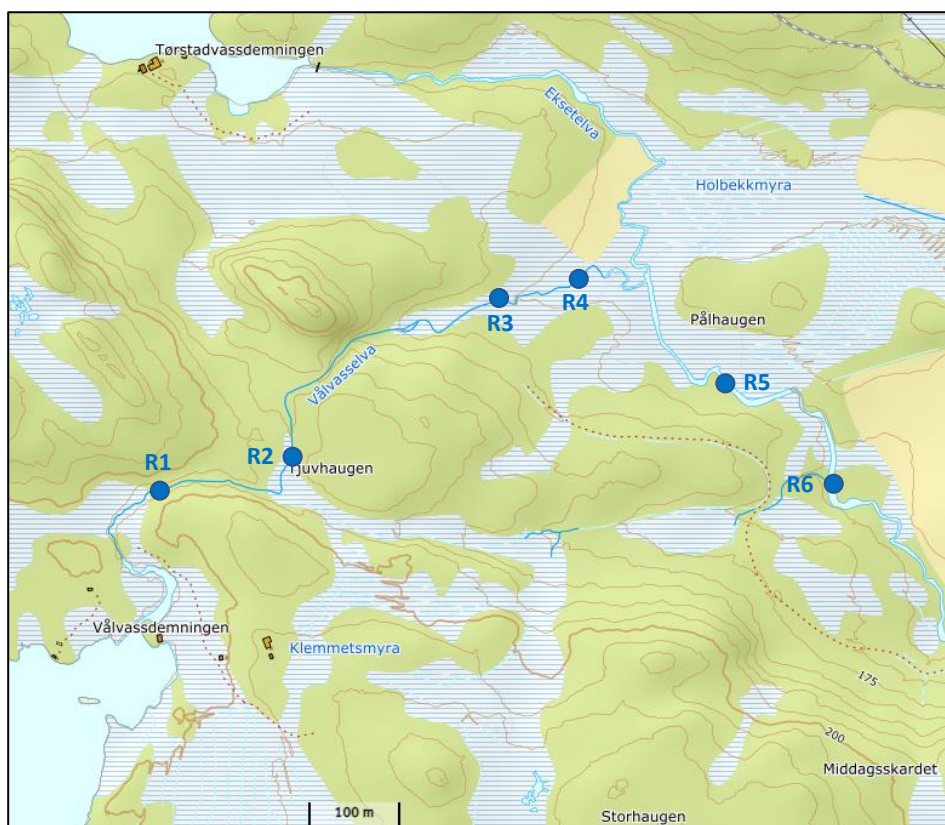 Tørstadvassdemningen
Eksetelva
Holbekkmyra
R4
R3
Pålhaugen
Vålvasselva
R5
R2
Tjuvhaugen
R1
R6
Vålvassdemningen
Klemmetsmyra
175
200
Middagsskardet
100 m
Storhaugen